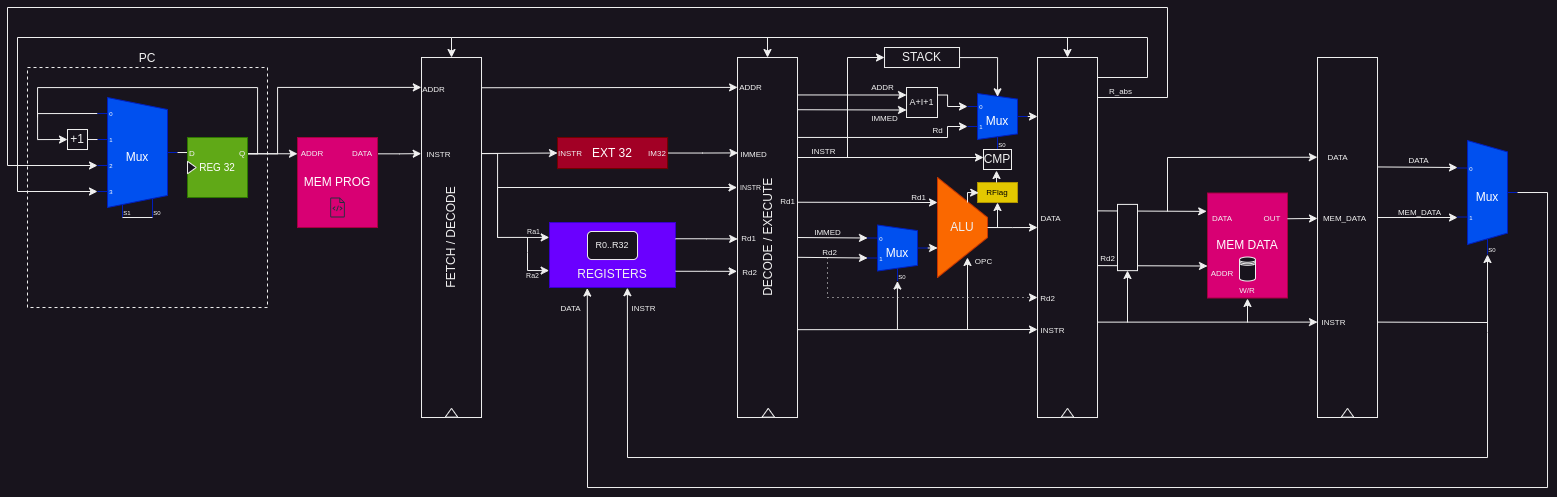 PC
0
1
2
3
+1
Mux
S1
S0
D
Q
REG 32
ADDR
DATA
MEM PROG
</>
ADDR
INSTR
FETCH / DECODE
INSTR
EXT 32
IM32
Ra1
Ra2
R0..R32
REGISTERS
DATA
INSTR
ADDR
IMMED
INSTR
Rd1
Rd2
DECODE / EXECUTE
Rd1
STACK
ADDR
IMMED
A+I+1
Rd
INSTR
0
1
Mux
S0
CMP
RFlag
Rd1
ALU
OPC
IMMED
Rd2
0
1
Mux
S0
DATA
Rd2
INSTR
R_abs
Rd2
DATA
OUT
MEM DATA
ADDR
W/R
DATA
MEM_DATA
INSTR
DATA
MEM_DATA
0
1
Mux
S0